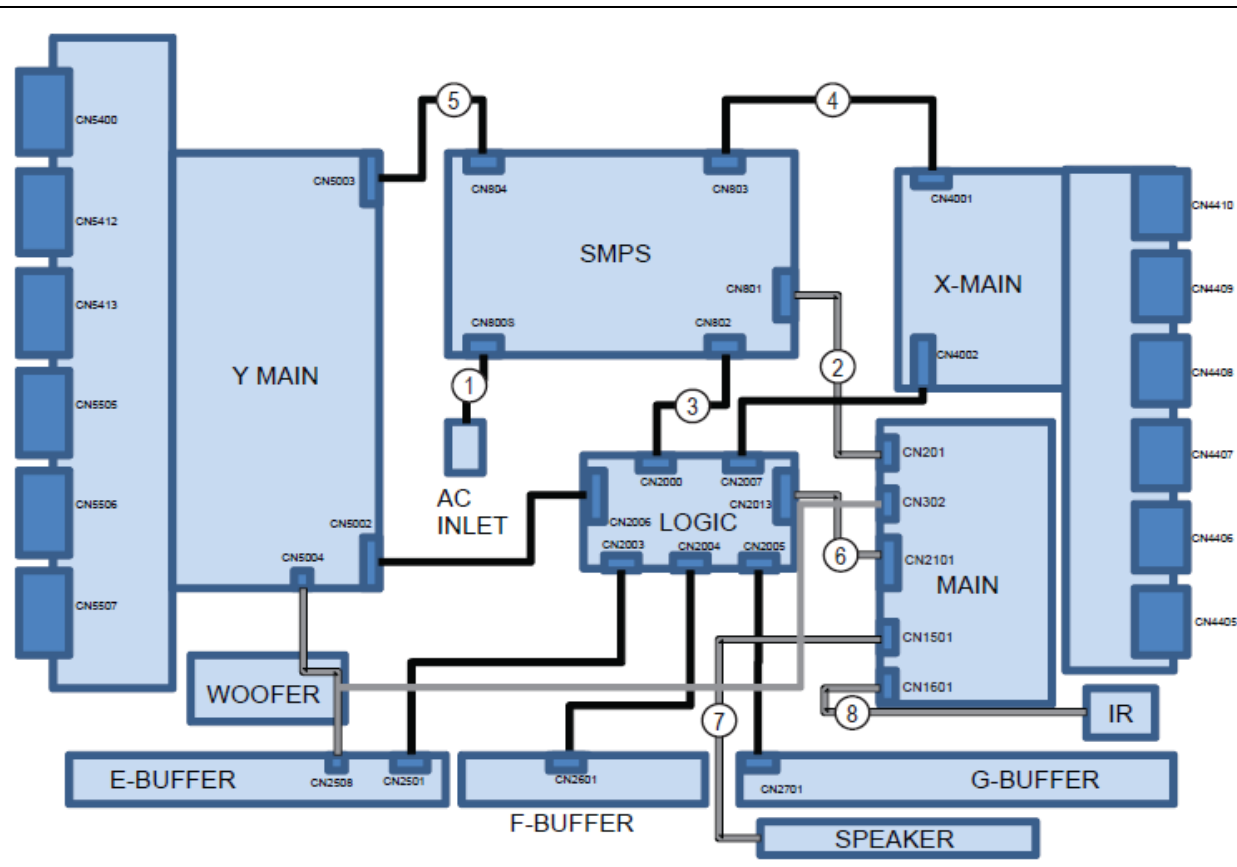 5
4
CN5400
CN5003
CN804
CN803
CN4001
CN4410
CN5412
SMPS
X-MAIN
CN801
CN4409
CN5413
CN8008
CN802
CN4002
Y MAIN
1
2
CN4408
3
CN5505
CN201
CN4407
CN2000
CN2007
AC
INLET
CN2006
LOGIC
CN2013
CN302
CN5506
CN5002
CN2003
CN2004
CN2005
6
CN2101
CN4406
CN5004
MAIN
CN5507
CN4405
CN1501
WOOFER
CN1601
7
8
IR
E-BUFFER
CN2508
CN2501
CN2601
F-BUFFER
CN2701
G-BUFFER
SPEAKER